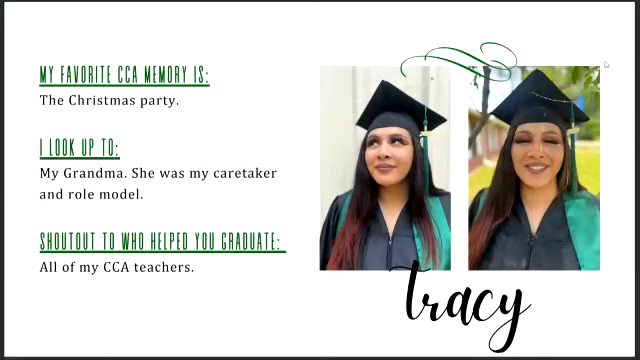 MY FAVORITE CCA MEMORY IS:
The Christmas party.
I LOOK UP TO:
My Grandma. She was my caretaker
and role model.
SHOUTOUT TO WHO HELPED YOU GRADUATE:
All of my CCA teachers.
tracy